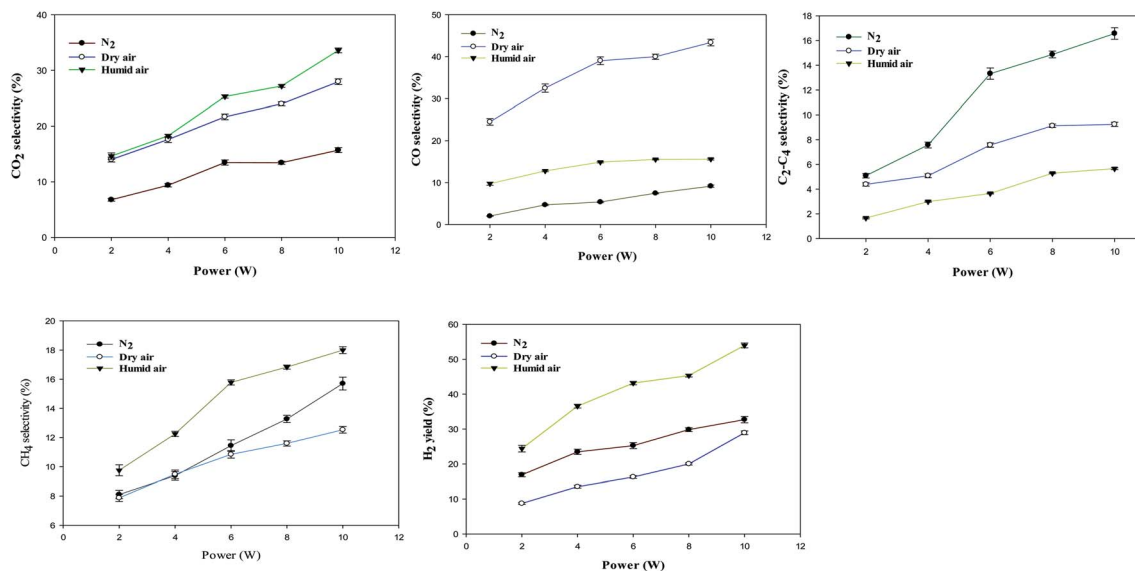 50
40
30
20
10
0
CO2 selectivity (%)
N2
Dry air
Humid air
0 2 4 6 8 10 12
Power (W)
50
40
30
20
10
0
CO selectivity (%)
N2
Dry air
Humid air
2 4 6 8 10 12
Power (W)
18
16
14
12
10
8
6
4
2
0
C2-C4 selectivity (%)
N2
Dry air
Humid air
0 2 4 6 8 10
Power (W)
20
18
16
14
12
10
8
6
CH4 selectivity (%)
N2
Dry air
Humid air
0 2 4 6 8 10 12
Power (W)
60
50
40
30
20
10
0
H2 yield (%)
N2
Dry air
Humid air
0 2 4 6 8 10 12
Power (W)